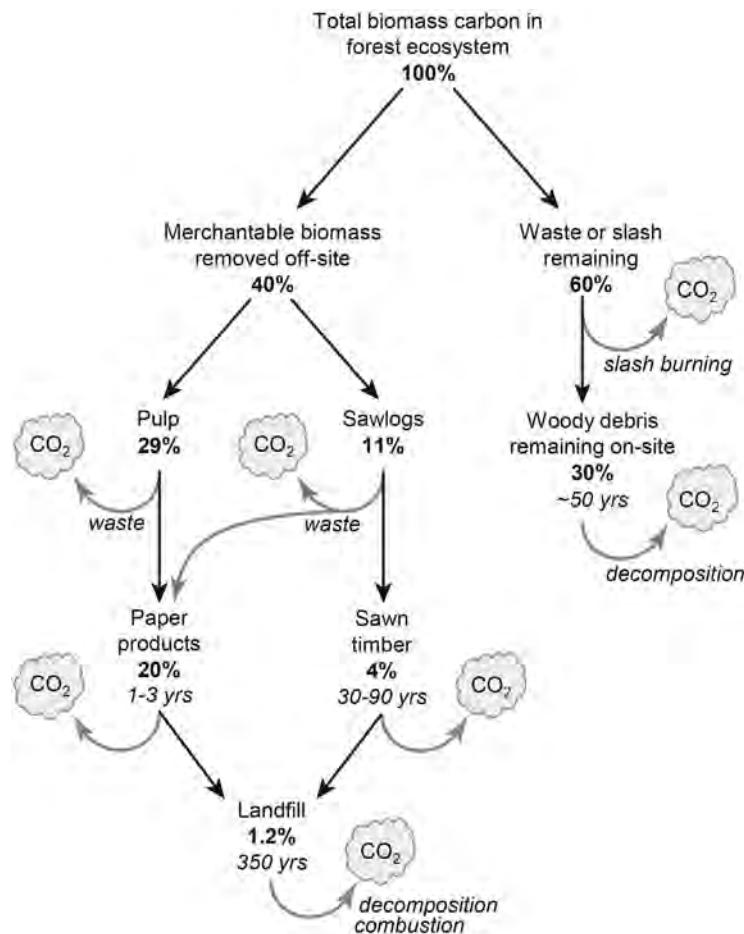 Total biomass carbon in
forest ecosystem
100%
Merchantable biomass
removed off-site
40%
Waste or slash
remaining
60%
CO2
slash burning
Pulp
29%
CO2
waste
Sawlogs
11%
CO2
waste
Woody debris
remaining on-site
30%
~50 yrs
CO2
decomposition
Paper
products
20%
1-3 yrs
CO2
Sawn
timber
4%
30-90 yrs
CO2
Landfill
1.2%
350 yrs
CO2
decomposition
combustion